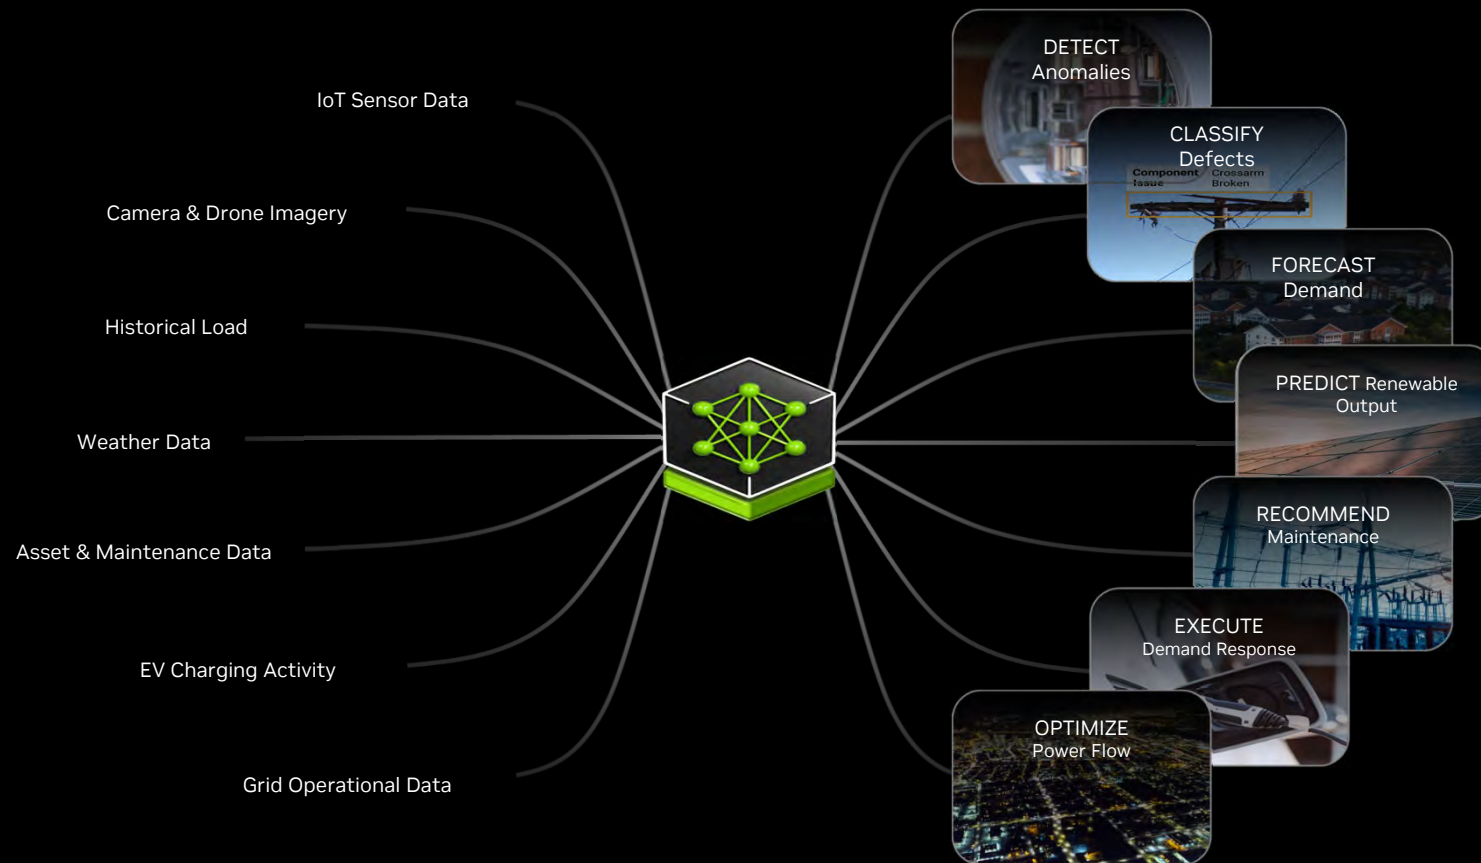 IoT Sensor Data
Camera & Drone Imagery
Historical Load
Weather Data
Asset & Maintenance Data
EV Charging Activity
Grid Operational Data
DETECT
Anomalies
CLASSIFY
Defects
Component Crossarm
Issue Broken
FORECAST
Demand
PREDICT Renewable
Output
RECOMMEND
Maintenance
EXECUTE
Demand Response
OPTIMIZE
Power Flow